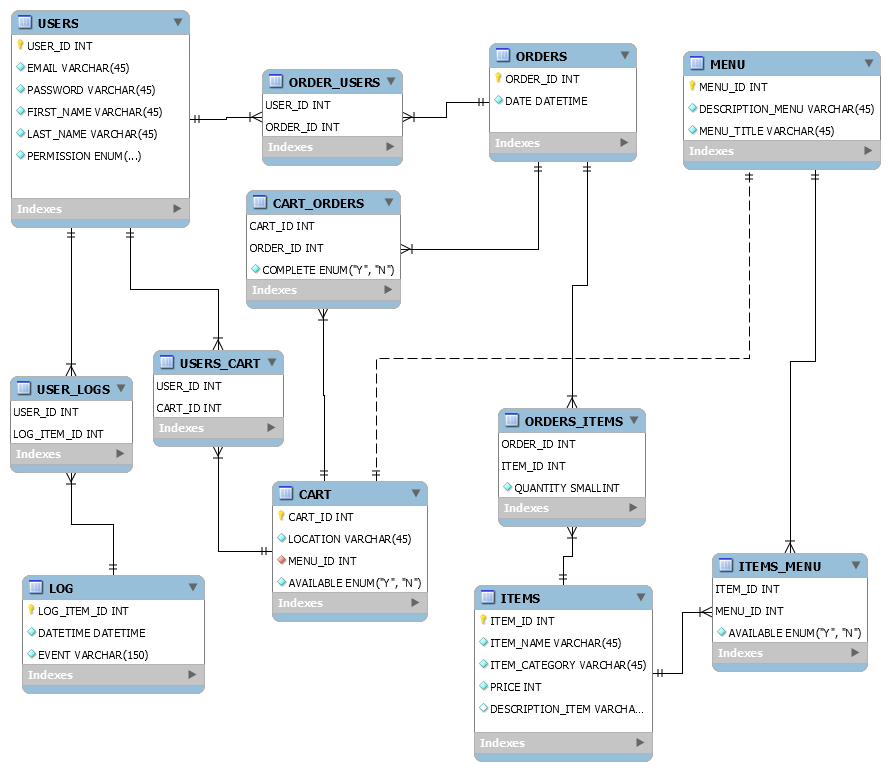 USERS
USER_ID INT
EMAIL VARCHAR(45)
PASSWORD VARCHAR(45)
FIRST_NAME VARCHAR(45)
LAST_NAME VARCHAR(45)
PERMISSION ENUM(...)
Indexes
ORDER_USERS
USER_ID INT
ORDER_ID INT
Indexes
ORDERS
ORDER_ID INT
DATE DATETIME
Indexes
MENU
MENU_ID INT
DESCRIPTION_MENU VARCHAR(45)
MENU_TITLE VARCHAR(45)
Indexes
CART_ORDERS
CART_ID INT
ORDER_ID INT
COMPLETE ENUM("Y", "N")
Indexes
USER_LOGS
USER_ID INT
LOG_ITEM_ID INT
Indexes
USERS_CART
USER_ID INT
CART_ID INT
Indexes
ORDERS_ITEMS
ORDER_ID INT
ITEM_ID INT
QUANTITY SMALLINT
Indexes
CART
CART_ID INT
LOCATION VARCHAR(45)
MENU_ID INT
AVAILABLE ENUM("Y", "N")
Indexes
LOG
LOG_ITEM_ID INT
DATETIME DATETIME
EVENT VARCHAR(150)
Indexes
ITEMS
ITEM_ID INT
ITEM_NAME VARCHAR(45)
ITEM_CATEGORY VARCHAR(45)
PRICE INT
DESCRIPTION_ITEM VARCHA...
Indexes
ITEMS_MENU
ITEM_ID INT
MENU_ID INT
AVAILABLE ENUM("Y", "N")
Indexes